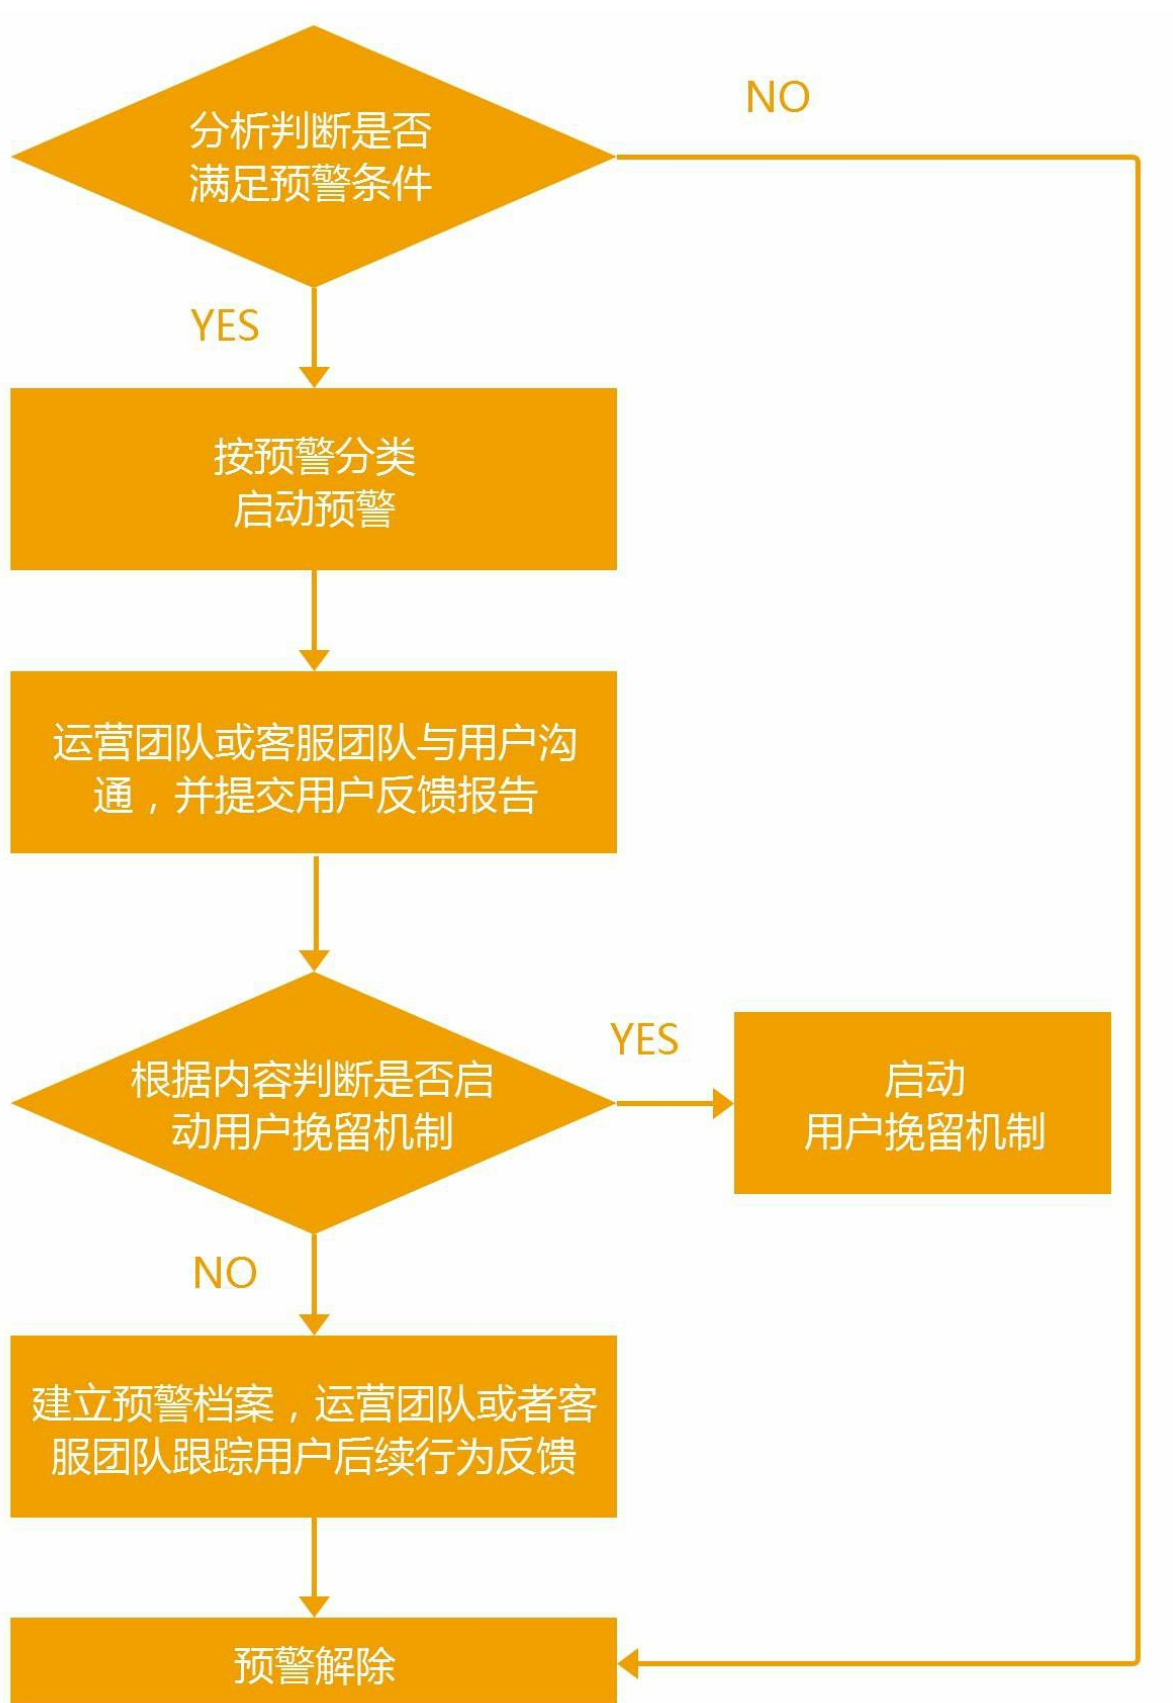 分析判断是否
满足预警条件
NO
YES
按预警分类
启动预警
运营团队或客服团队与用户沟
通，并提交用户反馈报告
根据内容判断是否启
动用户挽留机制
YES
启动
用户挽留机制
NO
建立预警档案，运营团队或者客
服团队跟踪用户后续行为反馈
预警解除